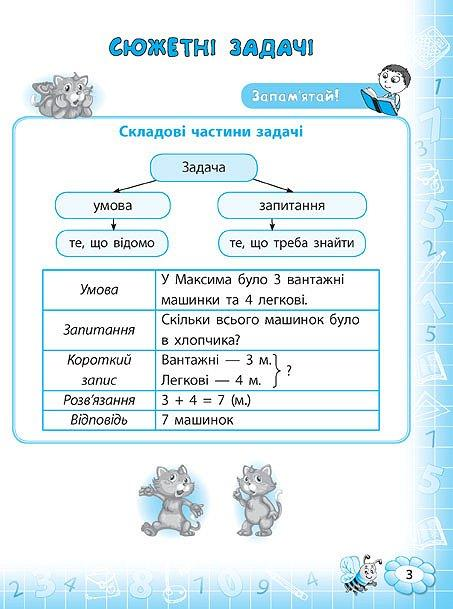 СЮЖЕТНІ ЗАДАЧІ
Запам'ятай!
Складові частини задачі
Задача
умова
запитання
те, що відомо
те, що треба знайти
Умова
У Максима було 3 вантажні
машинки та 4 легкові.
Запитання
Скільки всього машинок було
в хлопчика?
Короткий
запис
Вантажні — 3 м.
Легкові — 4 м.
} ?
Розв'язання
3 + 4 = 7 (м.)
Відповідь
7 машинок
3